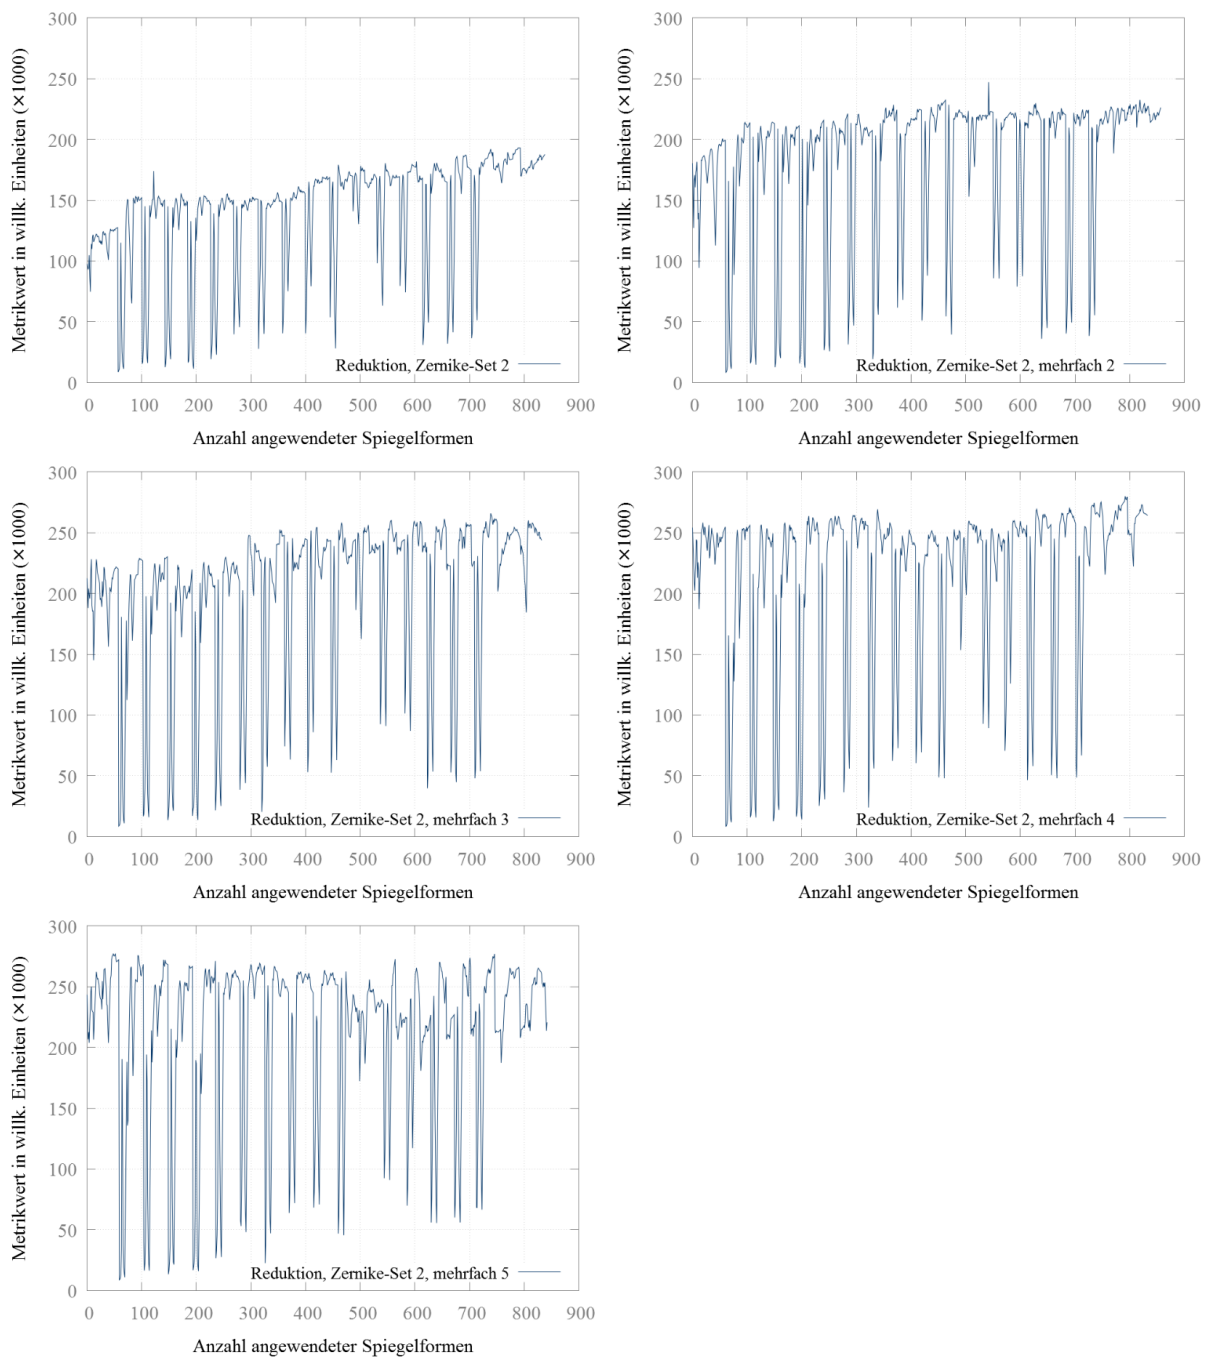 300
250
200
150
100
50
0
Metrikwert in willk. Einheiten (×1000)
Reduktion, Zernike-Set 2
0 100 200 300 400 500 600 700 800 900
Anzahl angewendeter Spiegelformen
300
250
200
150
100
50
0
Metrikwert in willk. Einheiten (×1000)
Reduktion, Zernike-Set 2, mehrfach 2
0 100 200 300 400 500 600 700 800 900
Anzahl angewendeter Spiegelformen
300
250
200
150
100
50
0
Metrikwert in willk. Einheiten (×1000)
Reduktion, Zernike-Set 2, mehrfach 3
0 100 200 300 400 500 600 700 800 900
Anzahl angewendeter Spiegelformen
300
250
200
150
100
50
0
Metrikwert in willk. Einheiten (×1000)
Reduktion, Zernike-Set 2, mehrfach 4
0 100 200 300 400 500 600 700 800 900
Anzahl angewendeter Spiegelformen
300
250
200
150
100
50
0
Metrikwert in willk. Einheiten (×1000)
Reduktion, Zernike-Set 2, mehrfach 5
0 100 200 300 400 500 600 700 800 900
Anzahl angewendeter Spiegelformen